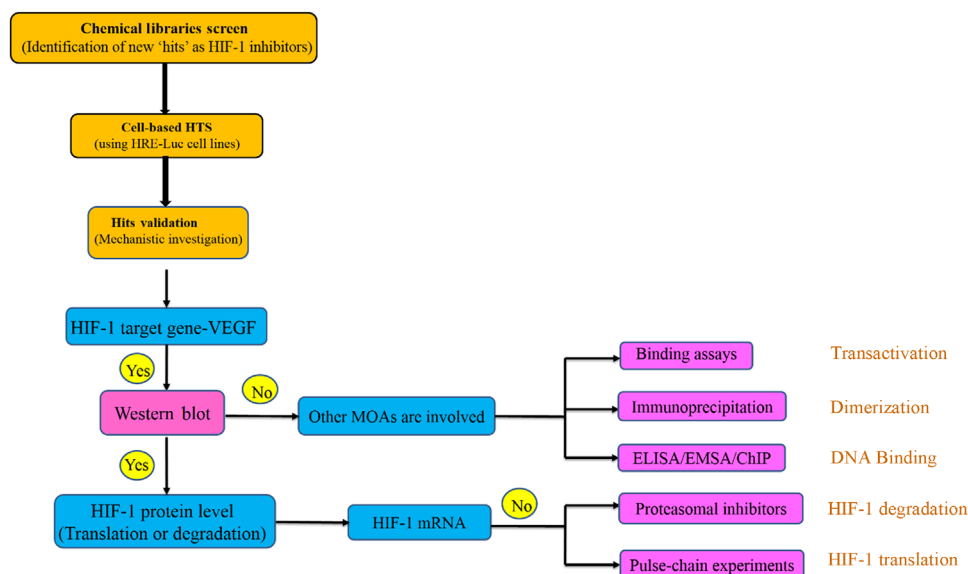 Chemical libraries screen
(Identification of new 'hits' as HIF-1 inhibitors)
Cell-based HTS
(using HRE-Luc cell lines)
Hits validation
(Mechanistic investigation)
HIF-1 target gene-VEGF
Yes
No
Western blot
Other MOAs are involved
Binding assays
Transactivation
Immunoprecipitation
Dimerization
ELISA/EMSA/ChIP
DNA Binding
Yes
HIF-1 protein level
(Translation or degradation)
HIF-1 mRNA
No
Proteasomal inhibitors
HIF-1 degradation
Pulse-chain experiments
HIF-1 translation